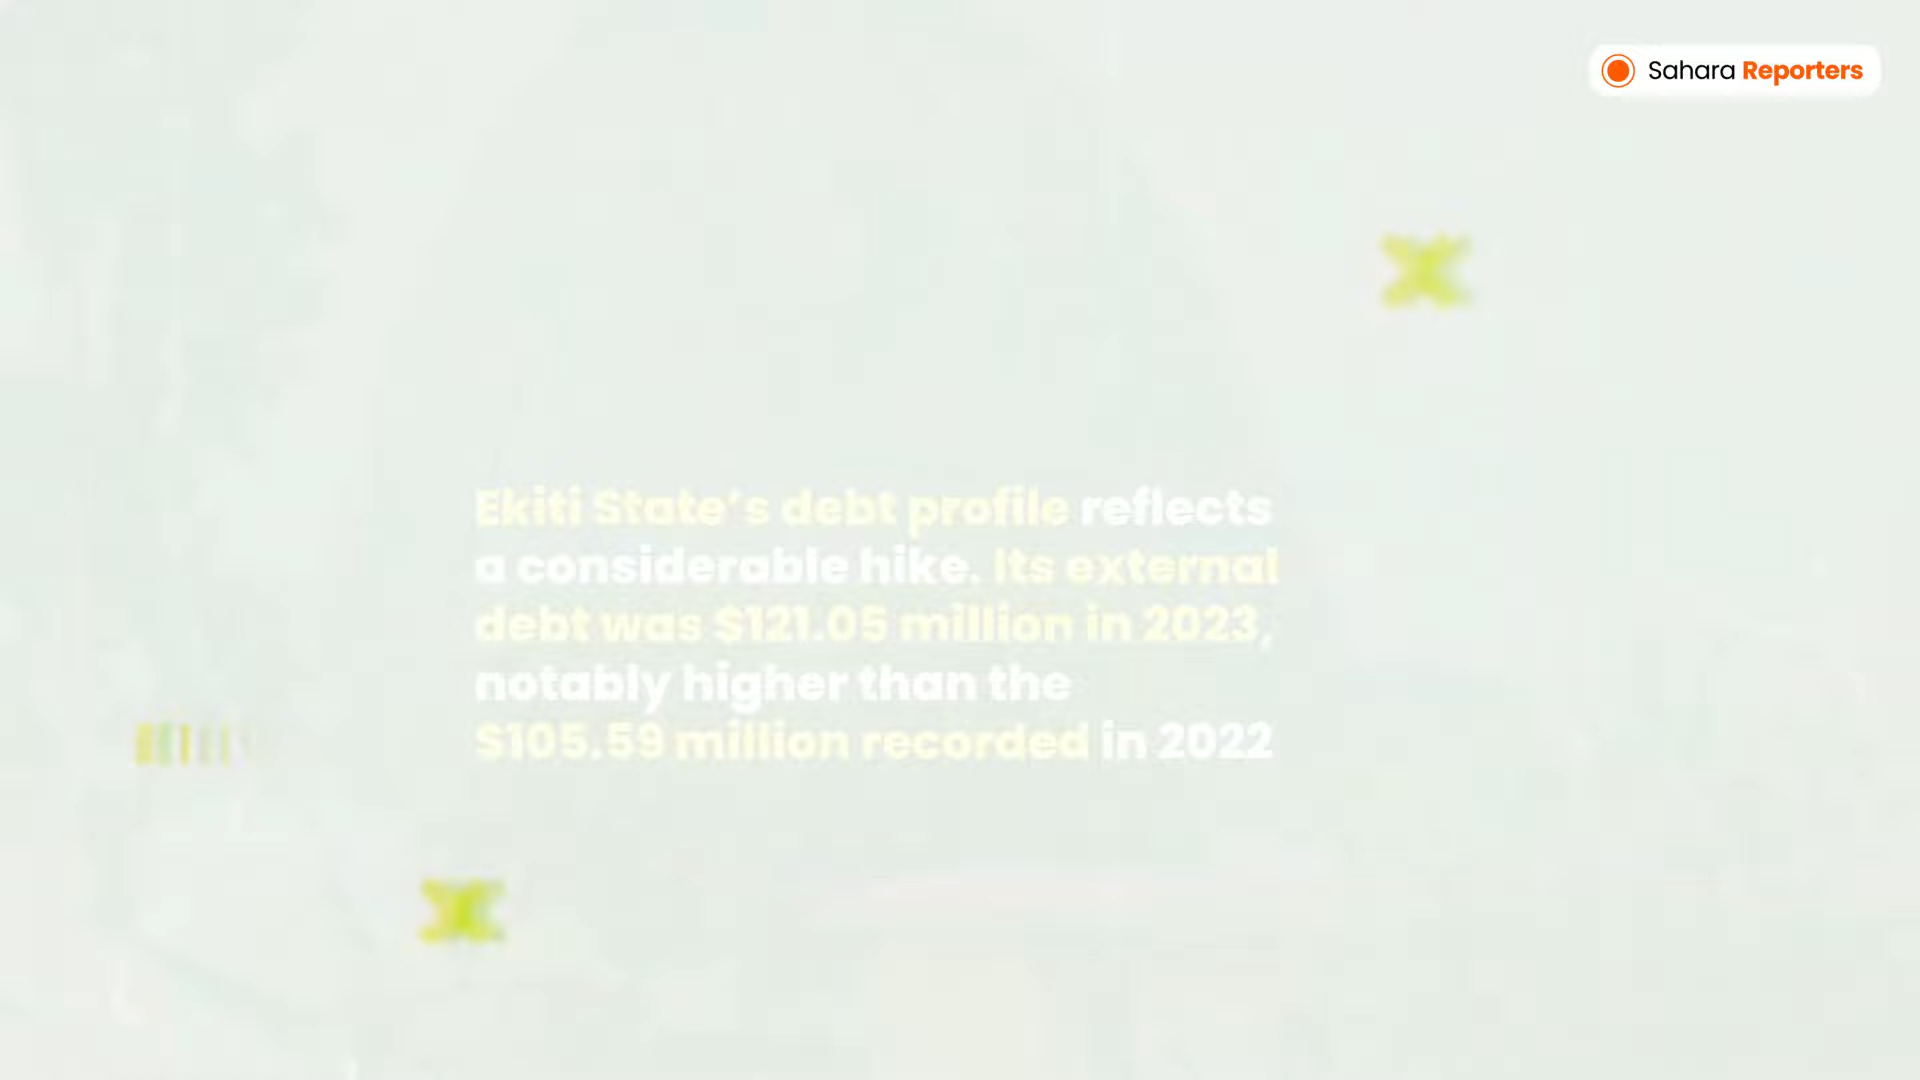 Sahara Reporters
Ekiti State's debt profile reflects
a considerable hike. Its external
debt was $121.05 million in 2023,
notably higher than the
$105.59 million recorded in 2022